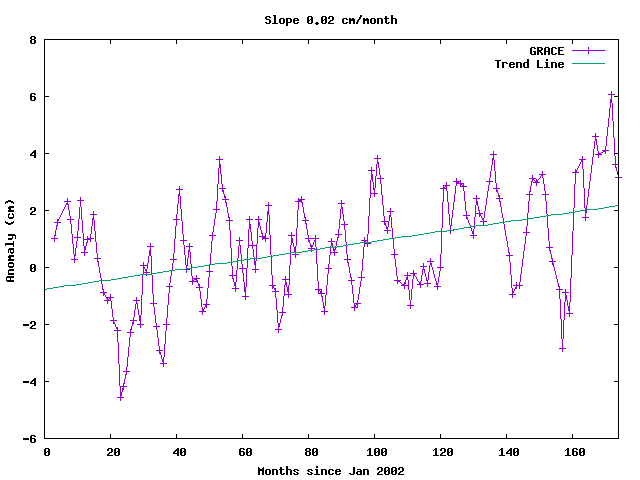 Slope 0.02 cm/month
GRACE
Trend Line
8
6
4
2
0
-2
-4
-6
Anomaly (cm)
0 20 40 60 80 100 120 140 160
Months since Jan 2002